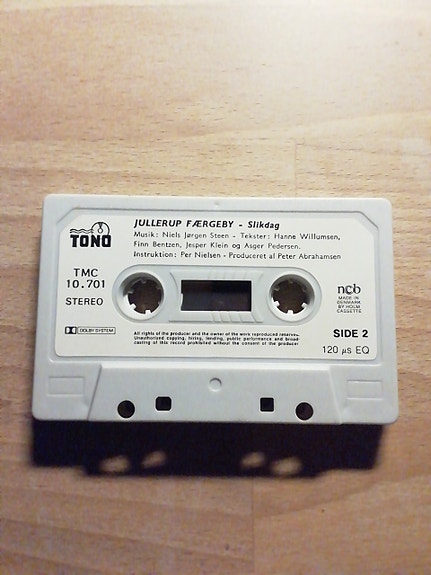 JULLERUP FÆRGEBY - Slikdag
Musik: Niels Jørgen Steen - Tekster: Hanne Willumsen,
Finn Bentzen, Jesper Klein og Asger Pedersen.
Instruktion: Per Nielsen - Produceret af Peter Abrahamsen
TONO
TMC
10.701
STEREO
DOLBY SYSTEM
All rights of the producer and the owner of the work reproduced reserve-
Unauthorized copying, hiring, lending, public performance and broad-
casting of this record prohibited without the consent of the producer
ncb
MADE IN
DENMARK
BY HOLM
CASSETTE
SIDE 2
120 µs EQ